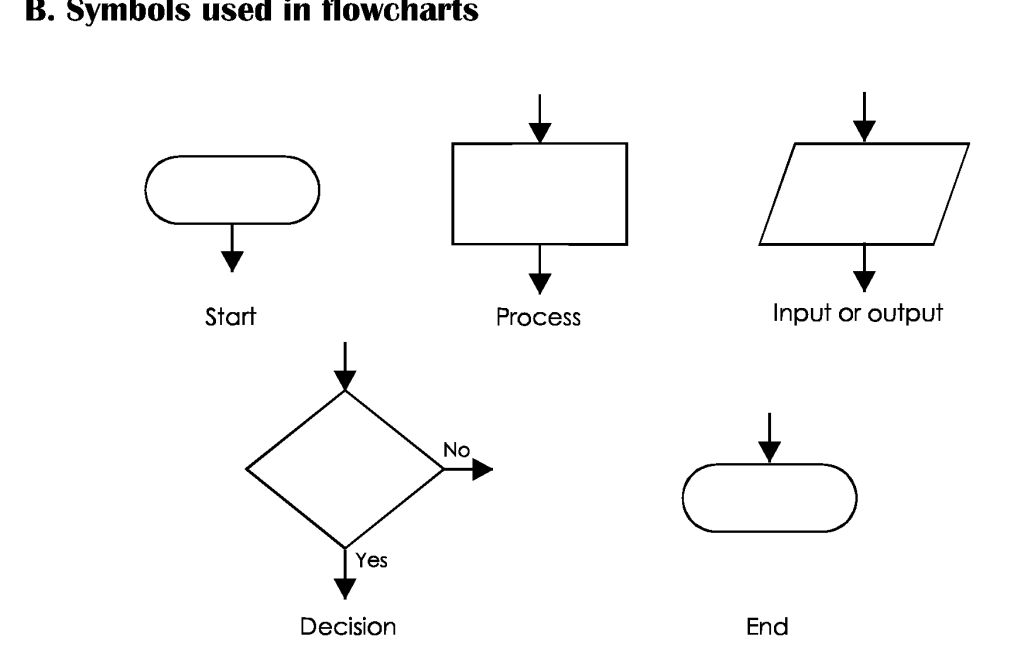 B. Symbols used in flowcharts
Start
Process
Input or output
No
Yes
Decision
End